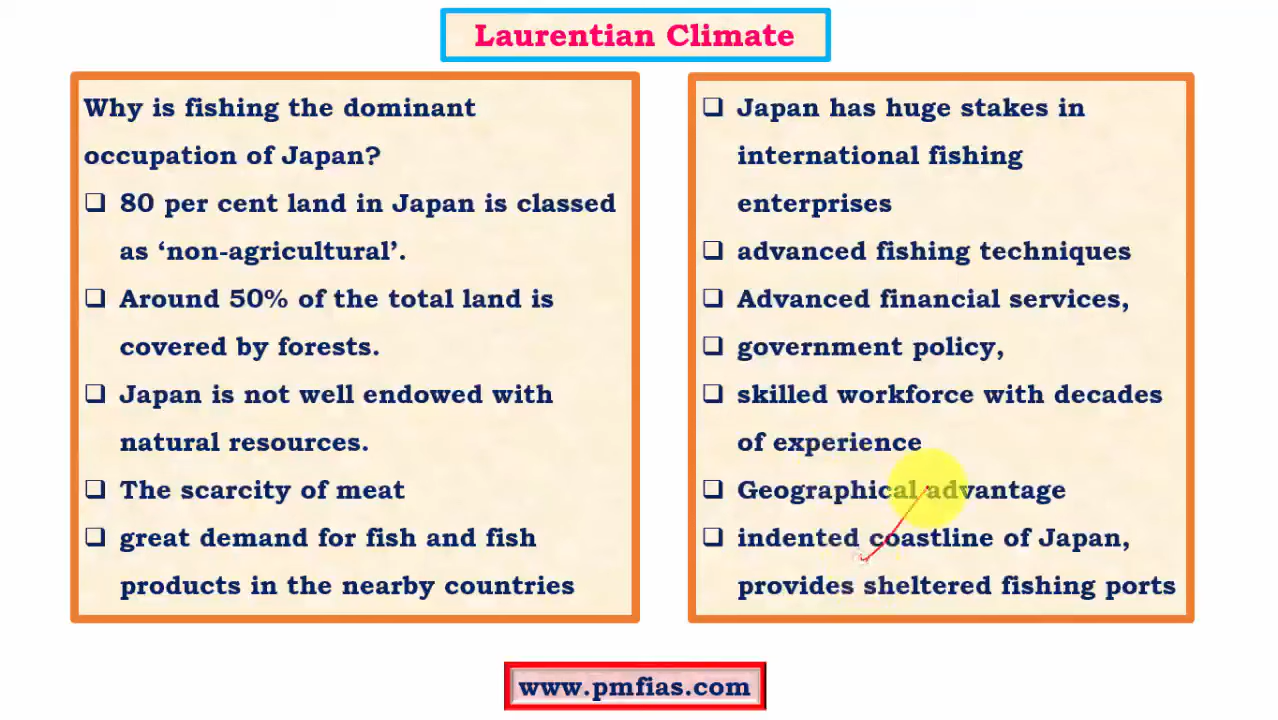 Laurentian Climate
Why is fishing the dominant
occupation of Japan?
❑ 80 per cent land in Japan is classed
as ‘non-agricultural’.
❑ Around 50% of the total land is
covered by forests.
❑ Japan is not well endowed with
natural resources.
❑ The scarcity of meat
❑ great demand for fish and fish
products in the nearby countries
❑ Japan has huge stakes in
international fishing
enterprises
❑ advanced fishing techniques
❑ Advanced financial services,
❑ government policy,
❑ skilled workforce with decades
of experience
❑ Geographical advantage
❑ indented coastline of Japan,
provides sheltered fishing ports
www.pmfias.com